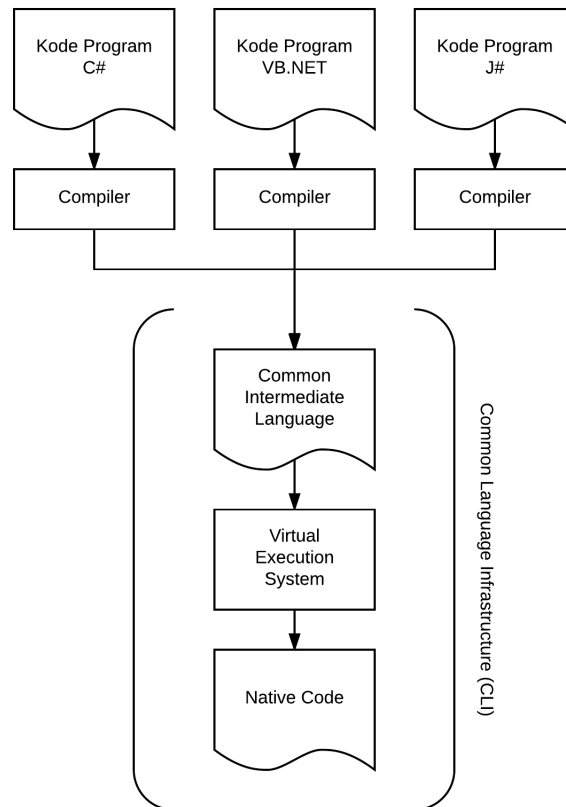 Kode Program
C#
Kode Program
VB.NET
Kode Program
J#
Compiler
Compiler
Compiler
Common
Intermediate
Language
Virtual
Execution
System
Native Code
Common Language Infrastructure (CLI)